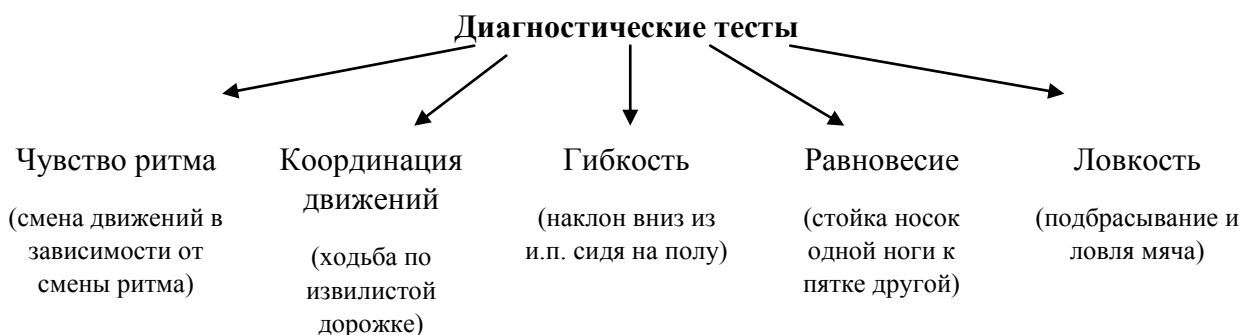 Диагностические тесты
Чувство ритма
(смена движений в
зависимости от
смены ритма)
Координация
движений
(ходьба по
извилистой
дорожке)
Гибкость
(наклон вниз из
и.п. сидя на полу)
Равновесие
(стойка носок
одной ноги к
пятке другой)
Ловкость
(подбрасывание и
ловля мяча)